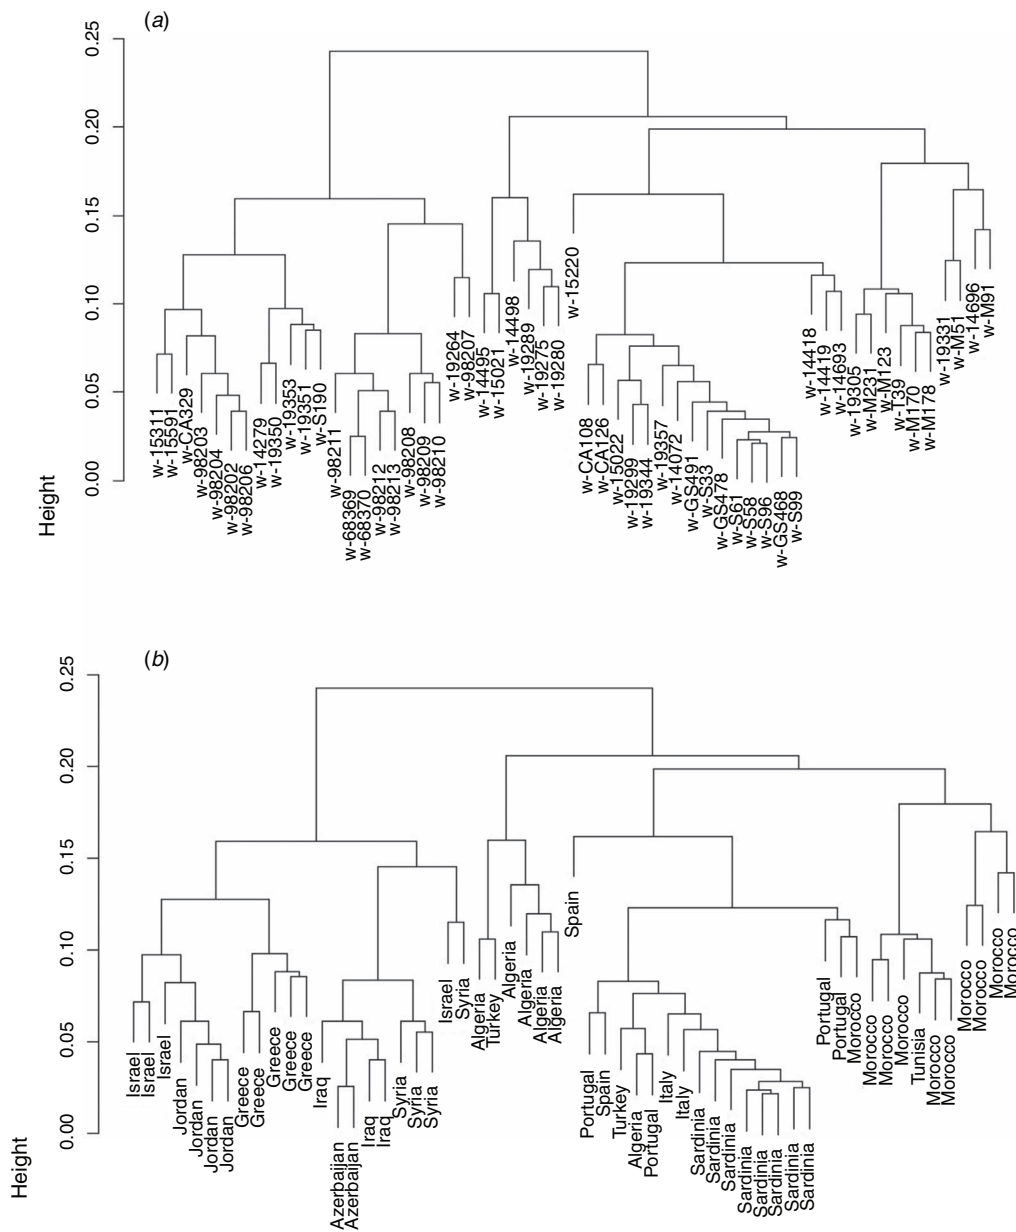 (a)
0.25
0.20
0.15
0.10
0.05
0.00
Height
w-15311
w-15591
w-CA329
w-98203
w-98204
w-98202
w-98206
w-14279
w-19350
w-19353
w-19351
w-S190
w-98211
w-68369
w-68370
w-98212
w-98213
w-98208
w-98209
w-98210
w-19264
w-98207
w-14495
w-15021
w-14498
w-19289
w-19275
w-19280
w-15220
w-CA108
w-CA126
w-15022
w-19299
w-19344
w-19357
w-14072
w-GS491
w-S33
w-GS478
w-S61
w-S58
w-S96
w-GS468
w-S99
w-14418
w-14419
w-14693
w-19305
w-M231
w-M123
w-T39
w-M170
w-M178
w-19331
w-M51
w-14696
w-M91
(b)
0.25
0.20
0.15
0.10
0.05
0.00
Height
Israel
Israel
Israel
Jordan
Jordan
Jordan
Jordan
Greece
Greece
Greece
Greece
Greece
Iraq
Azerbaijan
Azerbaijan
Iraq
Iraq
Syria
Syria
Syria
Israel
Syria
Algeria
Turkey
Algeria
Algeria
Algeria
Algeria
Spain
Portugal
Spain
Turkey
Algeria
Portugal
Italy
Italy
Sardinia
Sardinia
Sardinia
Sardinia
Sardinia
Sardinia
Sardinia
Sardinia
Portugal
Portugal
Morocco
Morocco
Morocco
Morocco
Tunisia
Morocco
Morocco
Morocco
Morocco
Morocco
Morocco